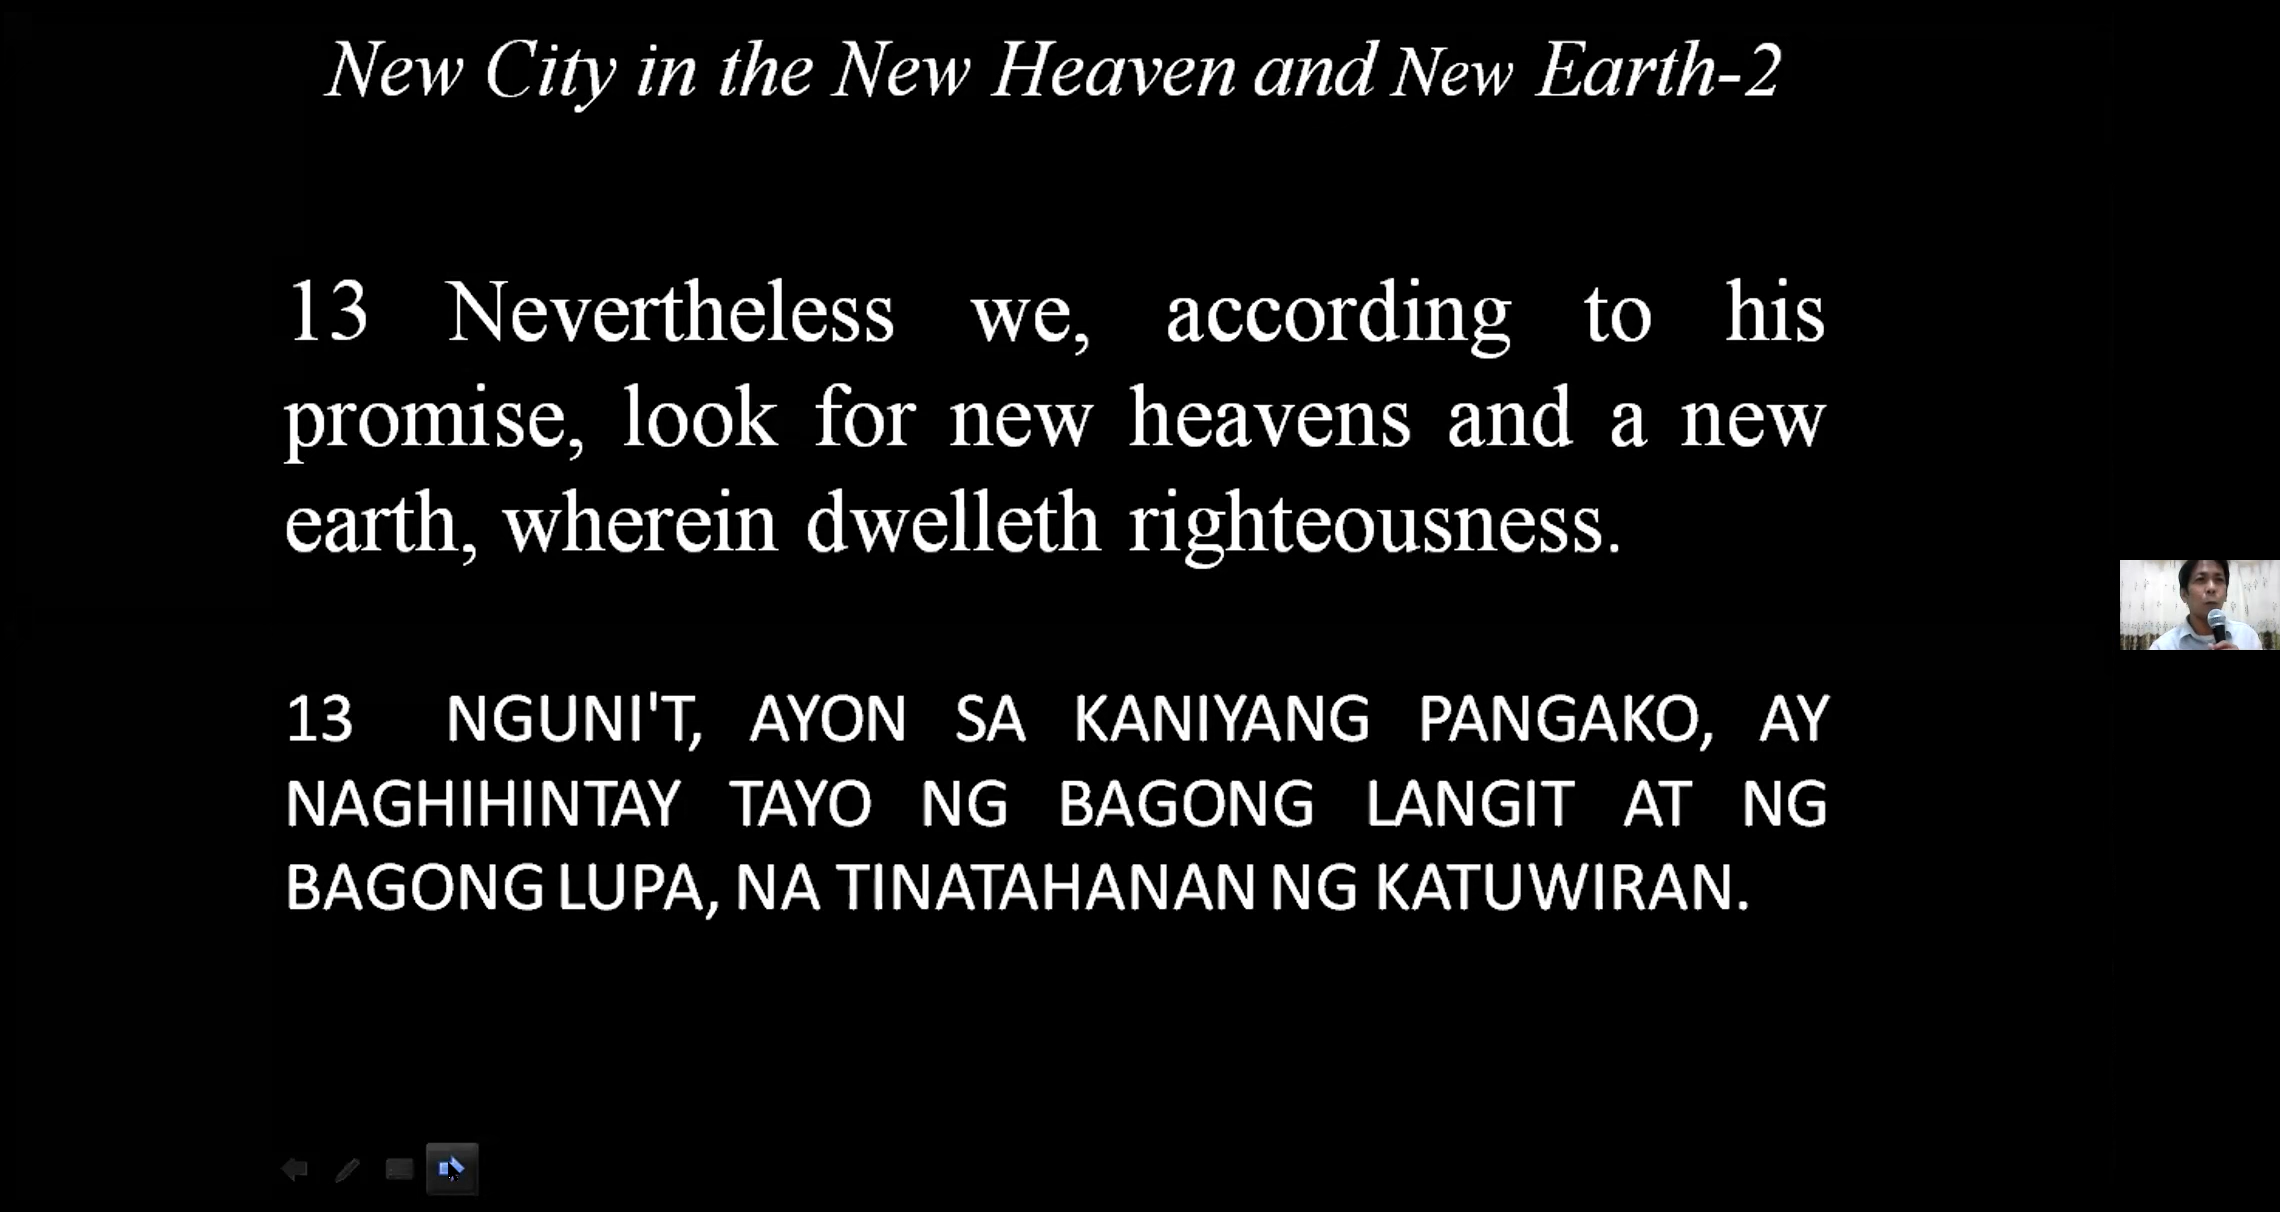 New City in the New Heaven and New Earth-2
13 Nevertheless we, according to his
promise, look for new heavens and a new
earth, wherein dwelleth righteousness.
13 NGUNI'T, AYON SA KANIYANG PANGAKO, AY
NAGHIHINTAY TAYO NG BAGONG LANGIT AT NG
BAGONG LUPA, NA TINATAHANAN NG KATUWIRAN.